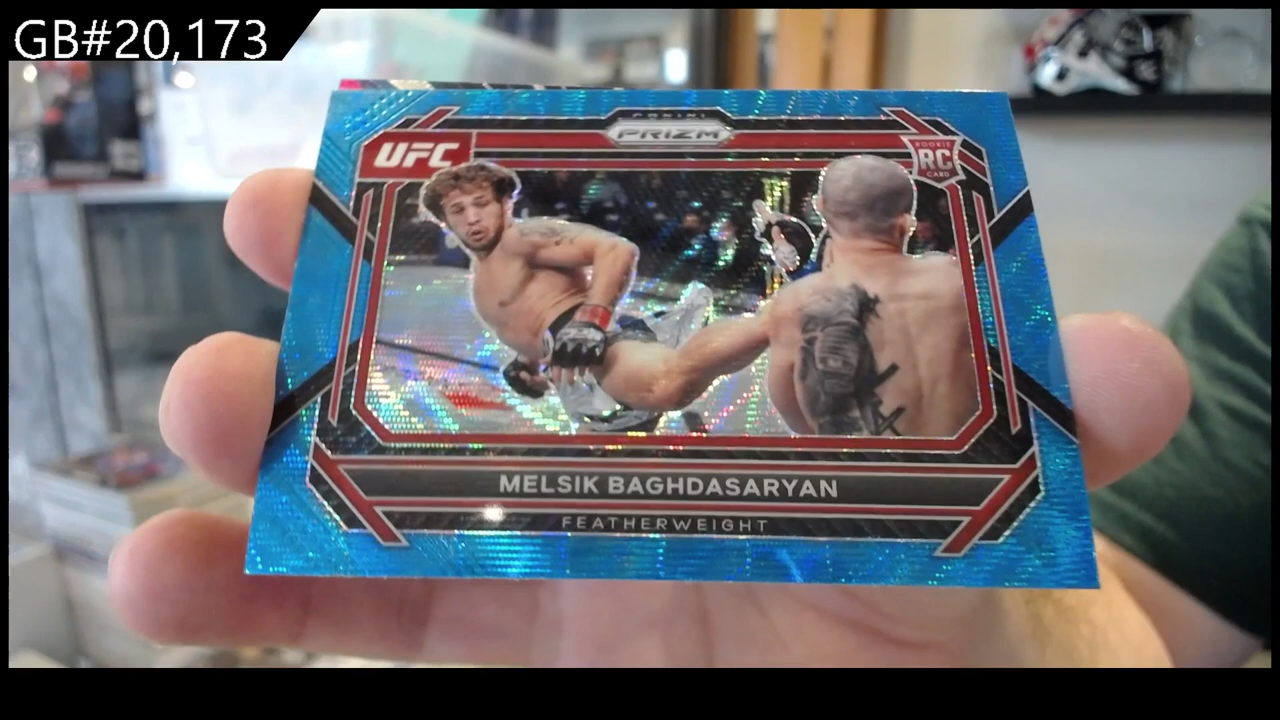 GB#20,173
PANINI
PRIZM
UFC
ROOKIE
RC
CARD
MELSIK BAGHDASARYAN
FEATHERWEIGHT